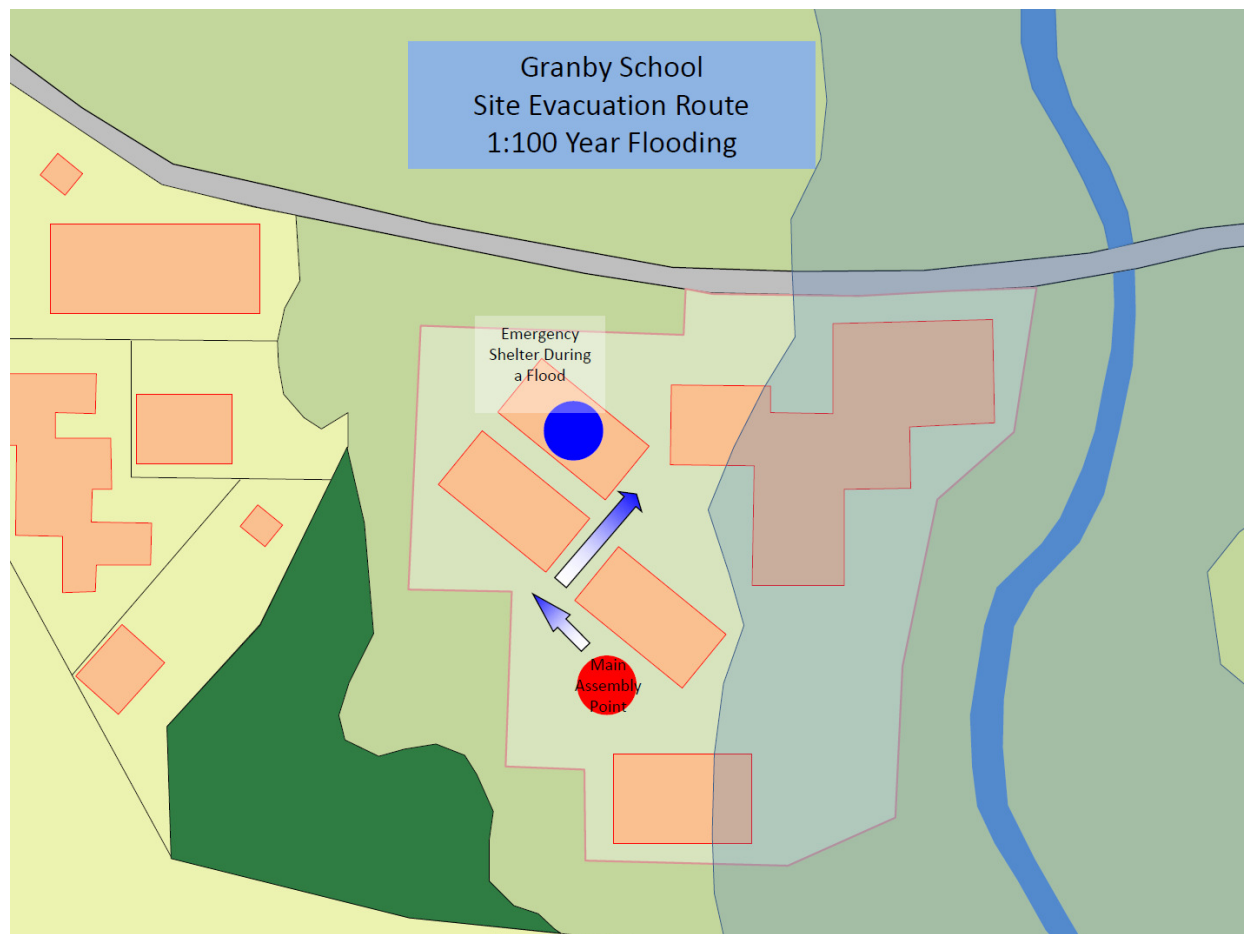 Granby School
Site Evacuation Route
1:100 Year Flooding
Emergency
Shelter During
a Flood
Main
Assembly
Point